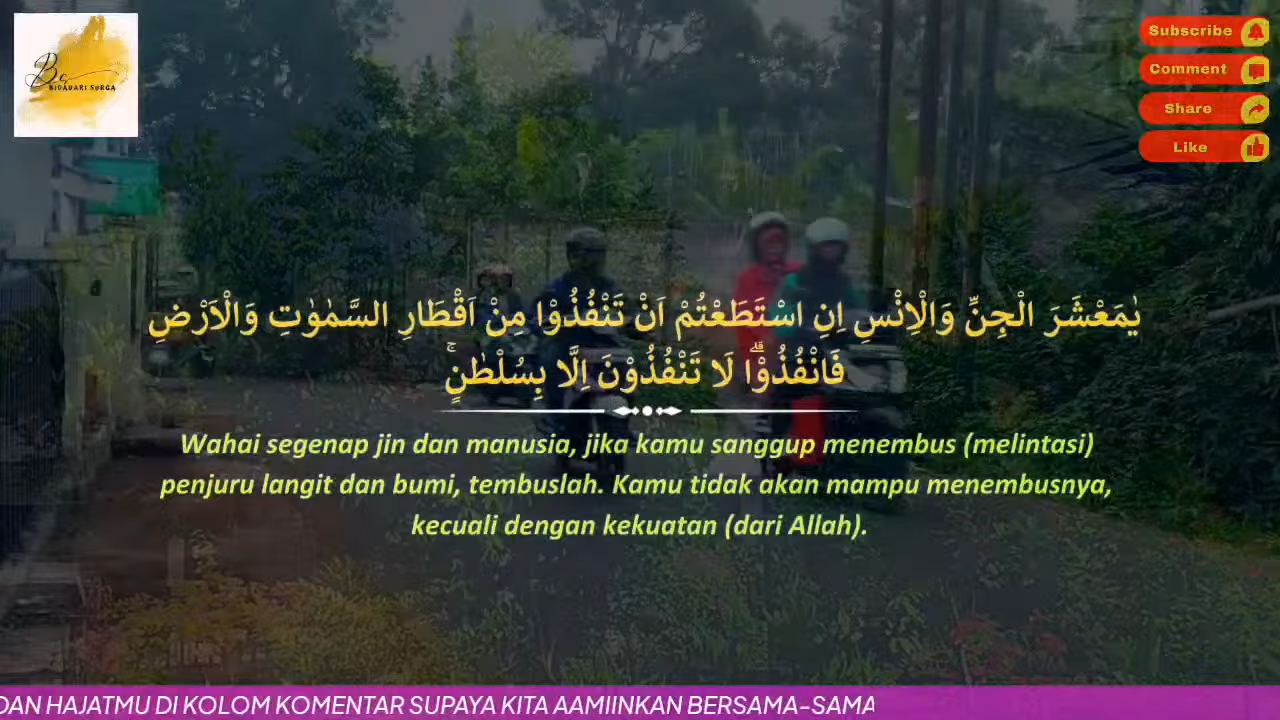 BIDADARI SURGA
Subscribe
Comment
Share
Like
يٰمَعْشَرَ الْجِنِّ وَالْاِنْسِ اِنِ اسْتَطَعْتُمْ اَنْ تَنْفُذُوْا مِنْ اَقْطَارِ السَّمٰوٰتِ وَالْاَرْضِ
فَانْفُذُوْاۗ لَا تَنْفُذُوْنَ اِلَّا بِسُلْطٰنٍۚ
Wahai segenap jin dan manusia, jika kamu sanggup menembus (melintasi)
penjuru langit dan bumi, tembuslah. Kamu tidak akan mampu menembusnya,
kecuali dengan kekuatan (dari Allah).
DAN HAJATMU DI KOLOM KOMENTAR SUPAYA KITA AAMIINKAN BERSAMA-SAMA